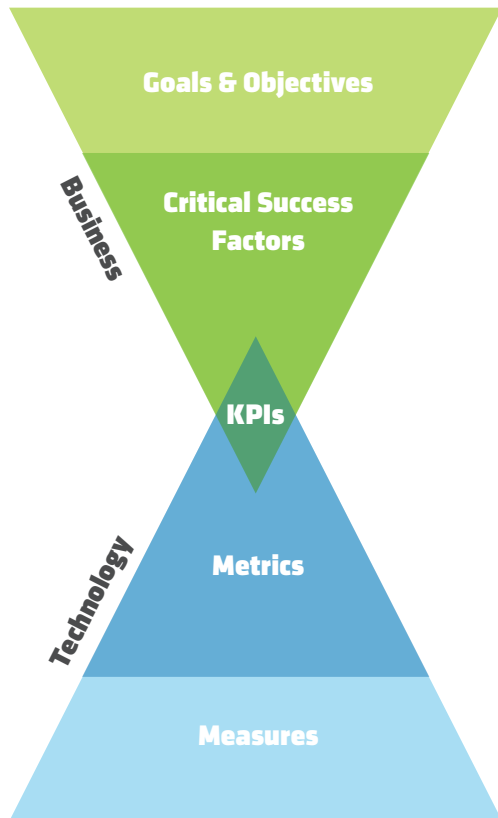 Goals & Objectives
Business
Critical Success
Factors
KPIs
Technology
Metrics
Measures